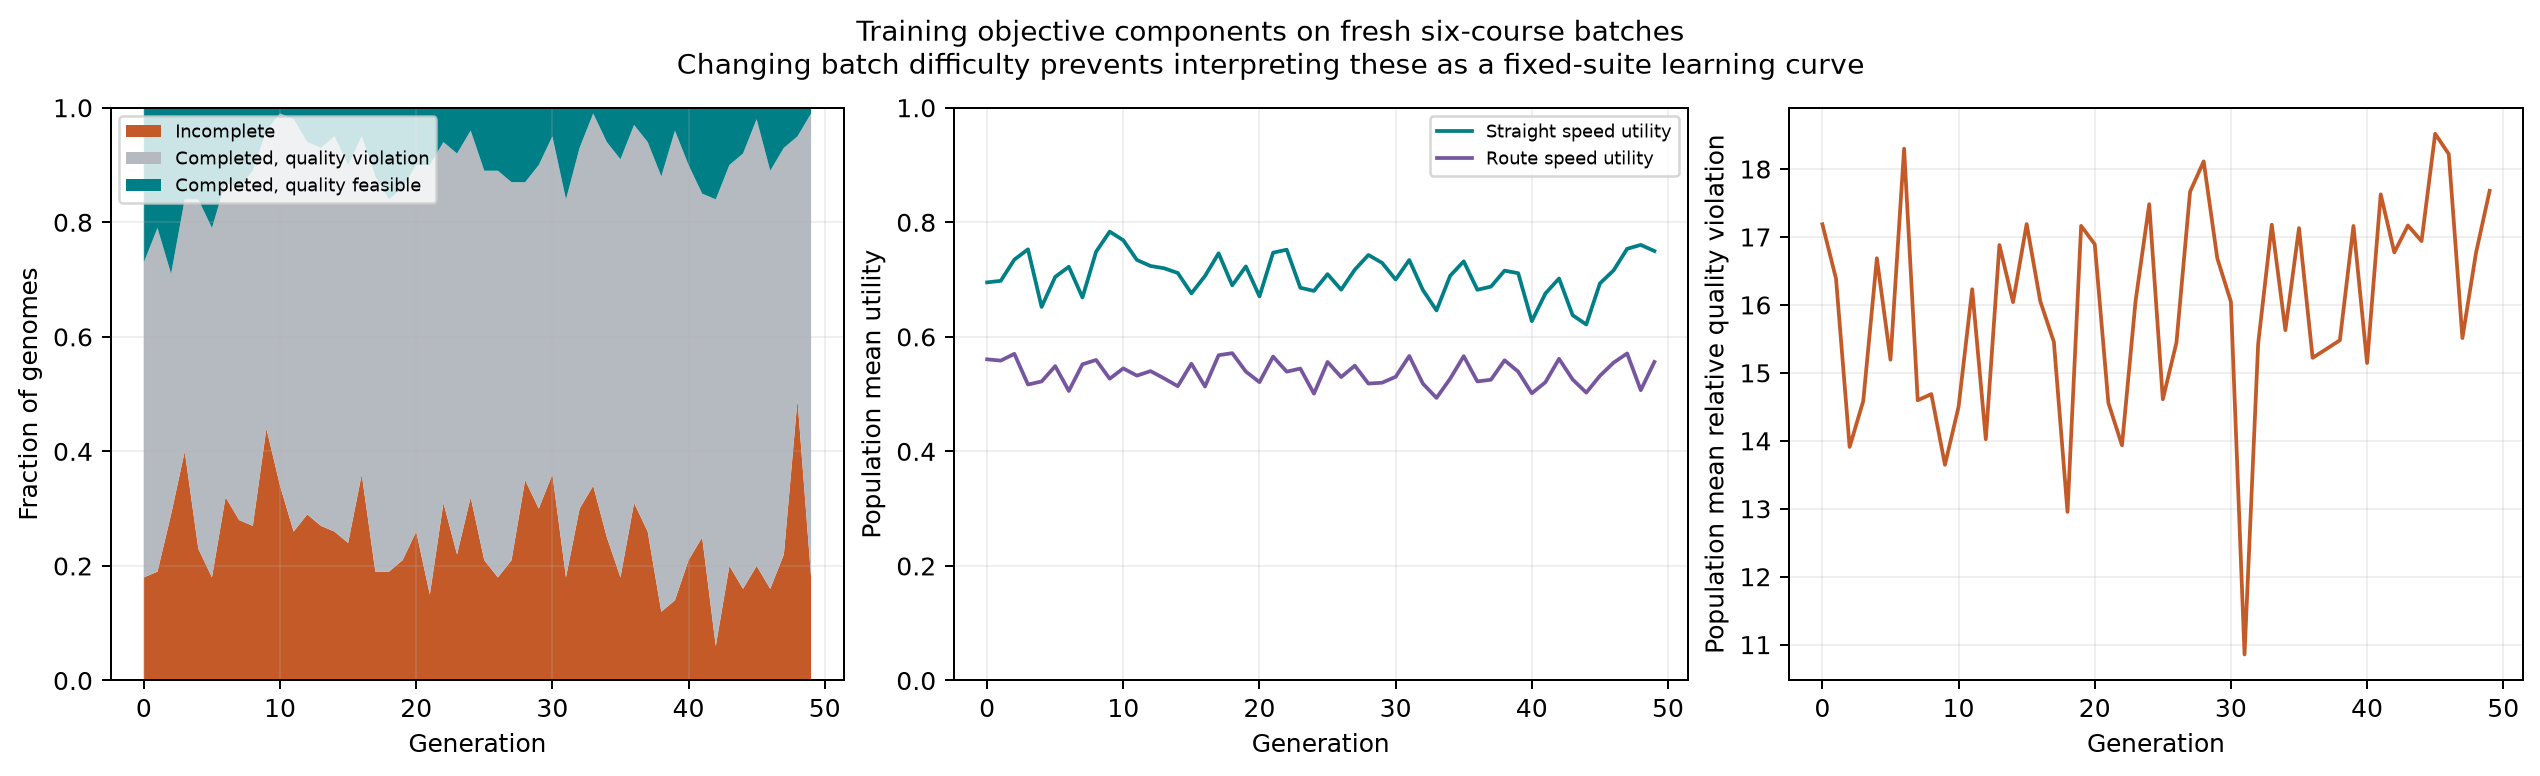 Training objective components on fresh six-course batches
Changing batch difficulty prevents interpreting these as a fixed-suite learning curve
Fraction of genomes
1.0
0.8
0.6
0.4
0.2
0.0
Incomplete
Completed, quality violation
Completed, quality feasible
0 10 20 30 40 50
Generation
Population mean utility
1.0
0.8
0.6
0.4
0.2
0.0
Straight speed utility
Route speed utility
0 10 20 30 40 50
Generation
Population mean relative quality violation
18
17
16
15
14
13
12
11
0 10 20 30 40 50
Generation